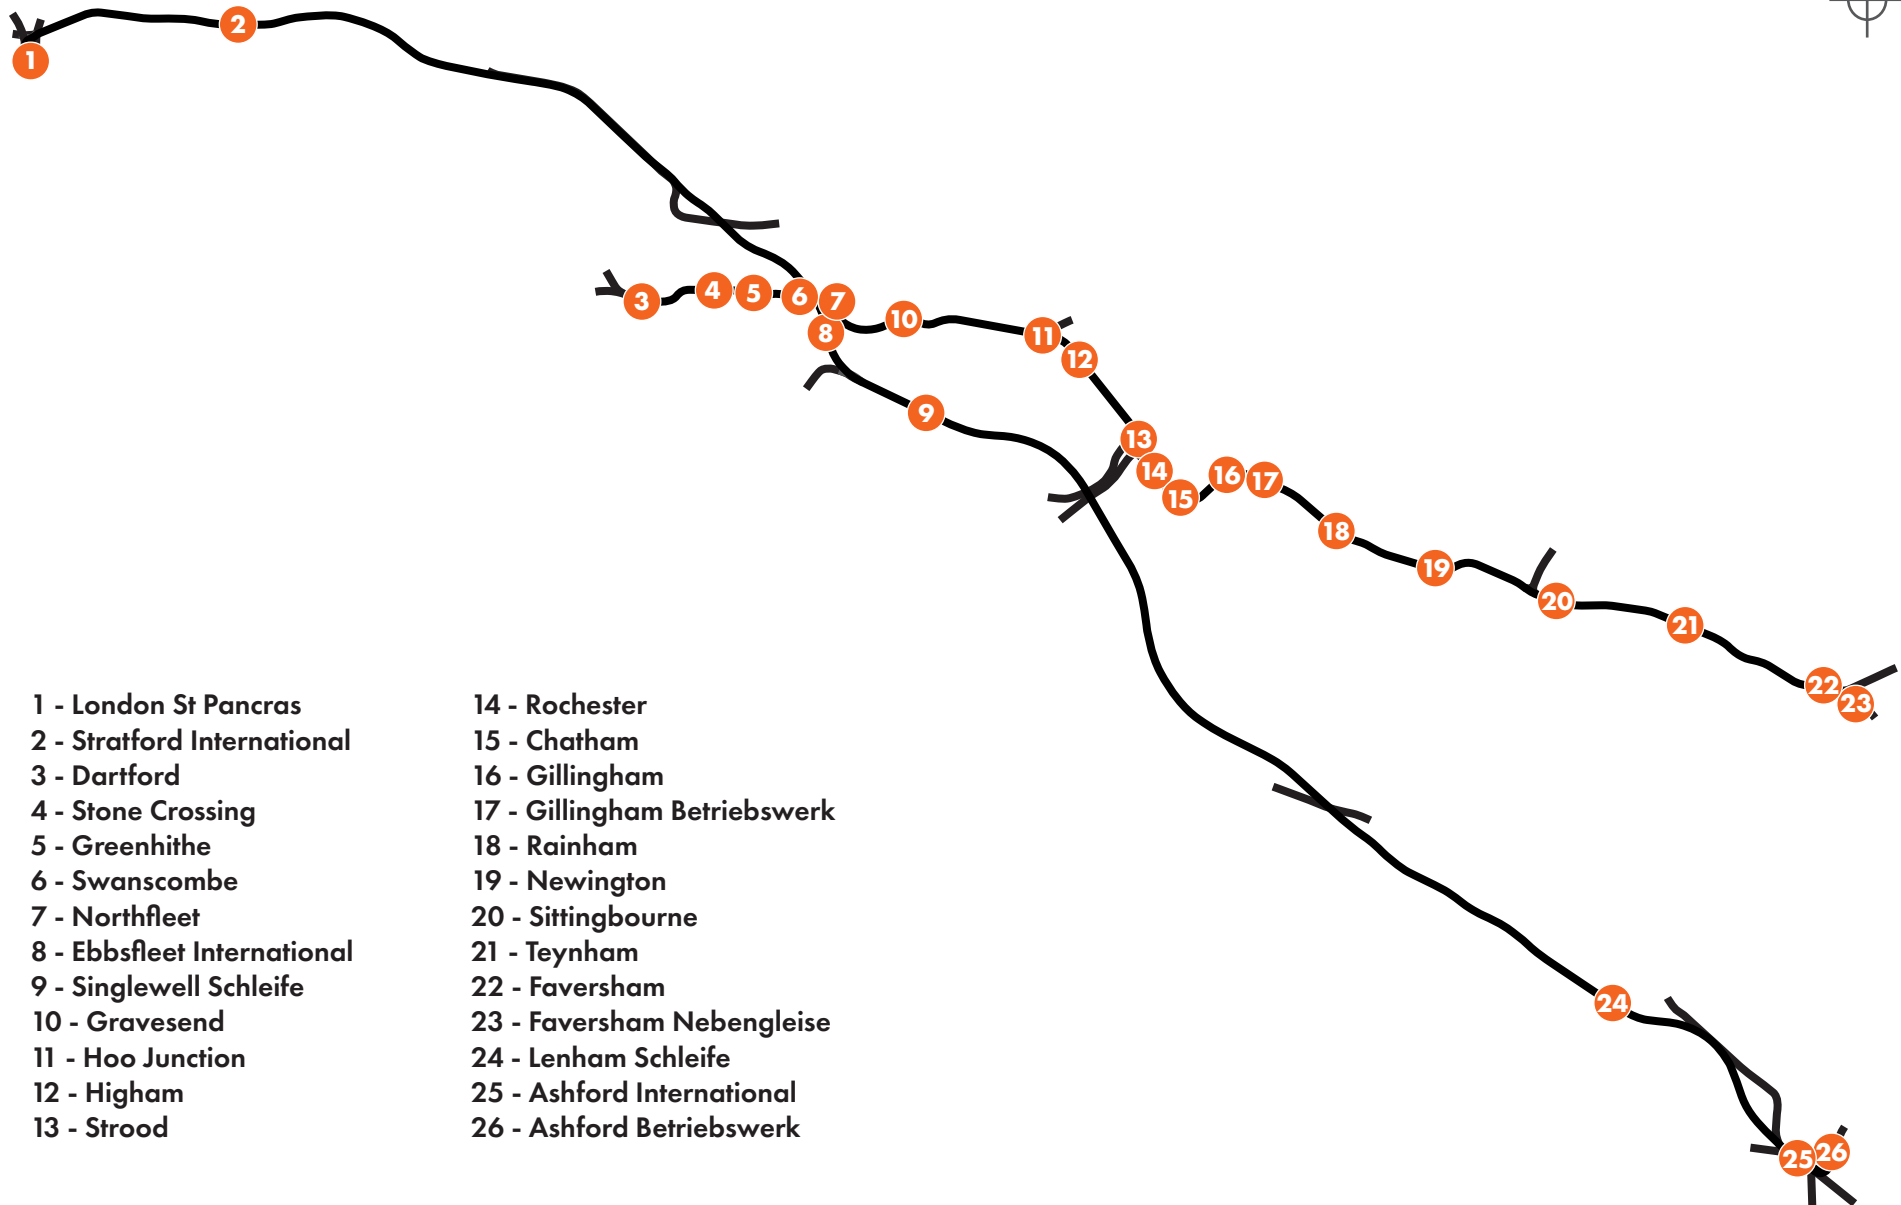 1
2
3
4
5
6
7
8
9
10
11
12
13
14
15
16
17
18
19
20
21
22
23
24
25
26
1 - London St Pancras
2 - Stratford International
3 - Dartford
4 - Stone Crossing
5 - Greenhithe
6 - Swanscombe
7 - Northfleet
8 - Ebbsfleet International
9 - Singlewell Schleife
10 - Gravesend
11 - Hoo Junction
12 - Higham
13 - Strood
14 - Rochester
15 - Chatham
16 - Gillingham
17 - Gillingham Betriebswerk
18 - Rainham
19 - Newington
20 - Sittingbourne
21 - Teynham
22 - Faversham
23 - Faversham Nebengleise
24 - Lenham Schleife
25 - Ashford International
26 - Ashford Betriebswerk